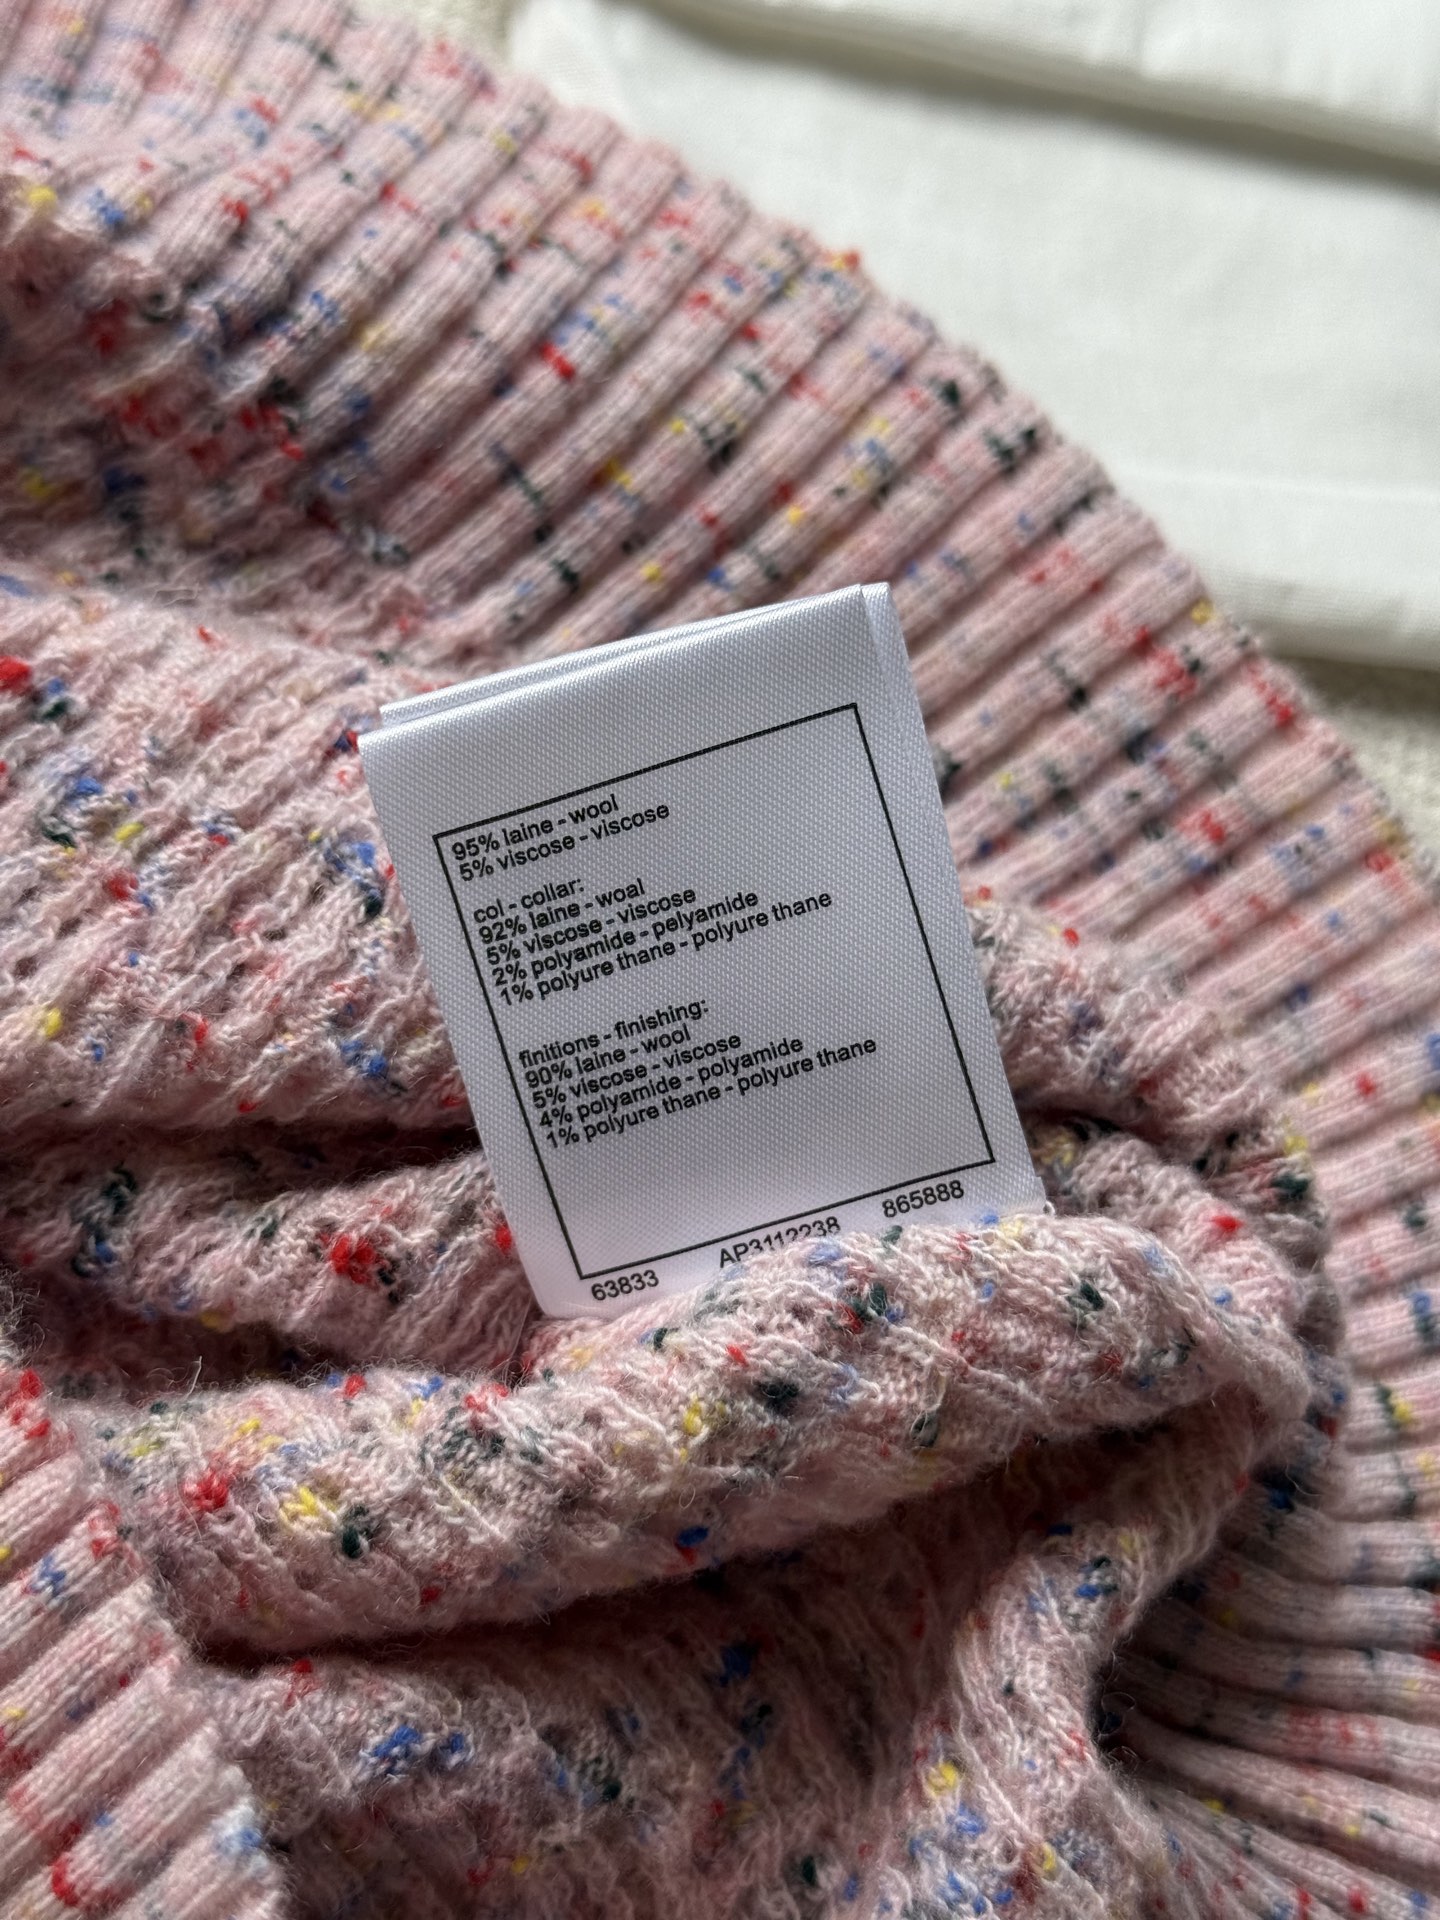 95% laine - wool
5% viscose - viscose
col - collar:
92% laine - woal
5% viscose - viscose
2% polyamide - pelyamide
1% polyure thane - polyure thane
finitions - finishing:
90% laine - wool
5% viscose - viscose
4% polyamide - polyamide
1% polyure thane - polyure thane
63833 AP3112238 865888